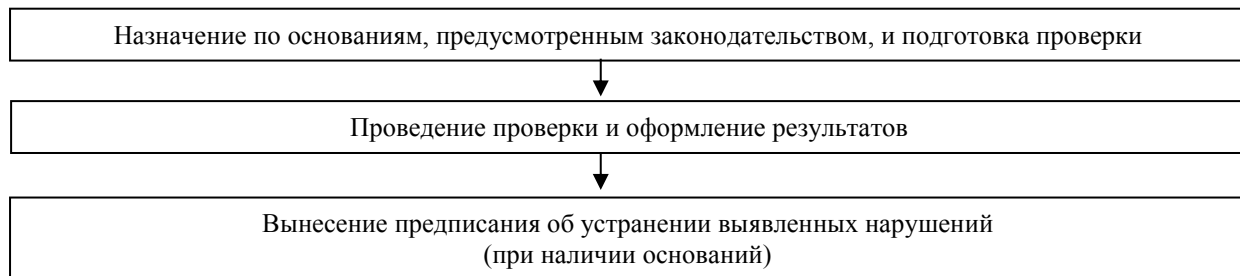 Назначение по основаниям, предусмотренным законодательством, и подготовка проверки
Проведение проверки и оформление результатов
Вынесение предписания об устранении выявленных нарушений
(при наличии оснований)